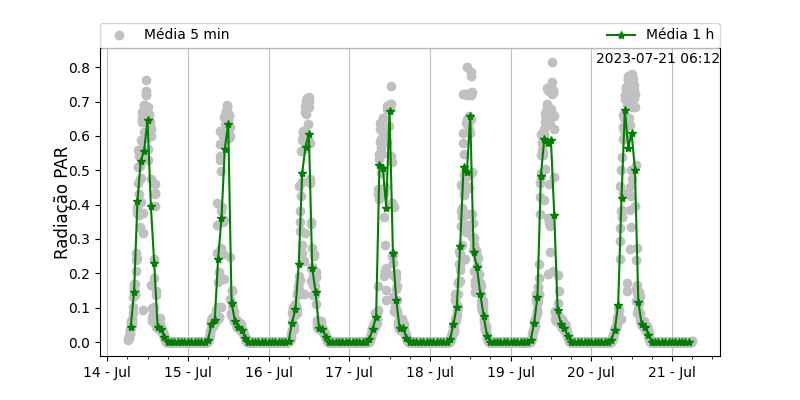 Média 5 min
Média 1 h
2023-07-21 06:12
Radiação PAR
0.8
0.7
0.6
0.5
0.4
0.3
0.2
0.1
0.0
14 - Jul
15 - Jul
16 - Jul
17 - Jul
18 - Jul
19 - Jul
20 - Jul
21 - Jul